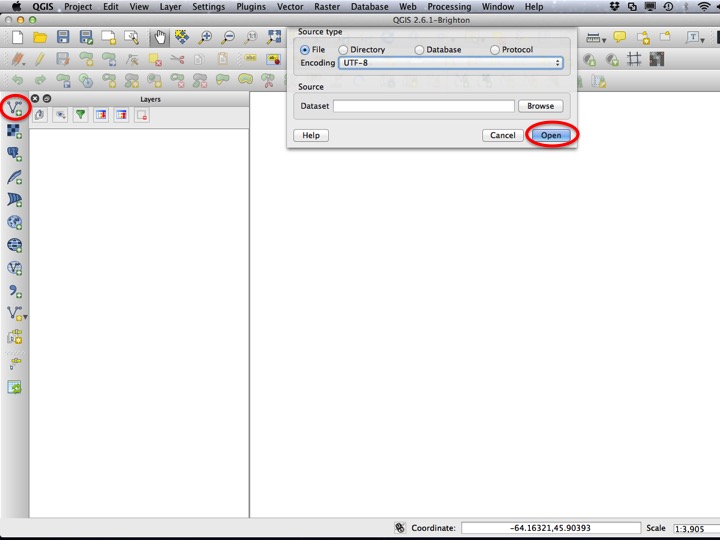 QGIS Project Edit View Layer Settings Plugins Vector Raster Database Web Processing Window Help
QGIS 2.6.1-Brighton
Source type
File Directory Database Protocol
Encoding UTF-8
Source
Dataset Browse
Help Cancel Open
Layers
Coordinate: -64.16321,45.90393 Scale 1:3,905